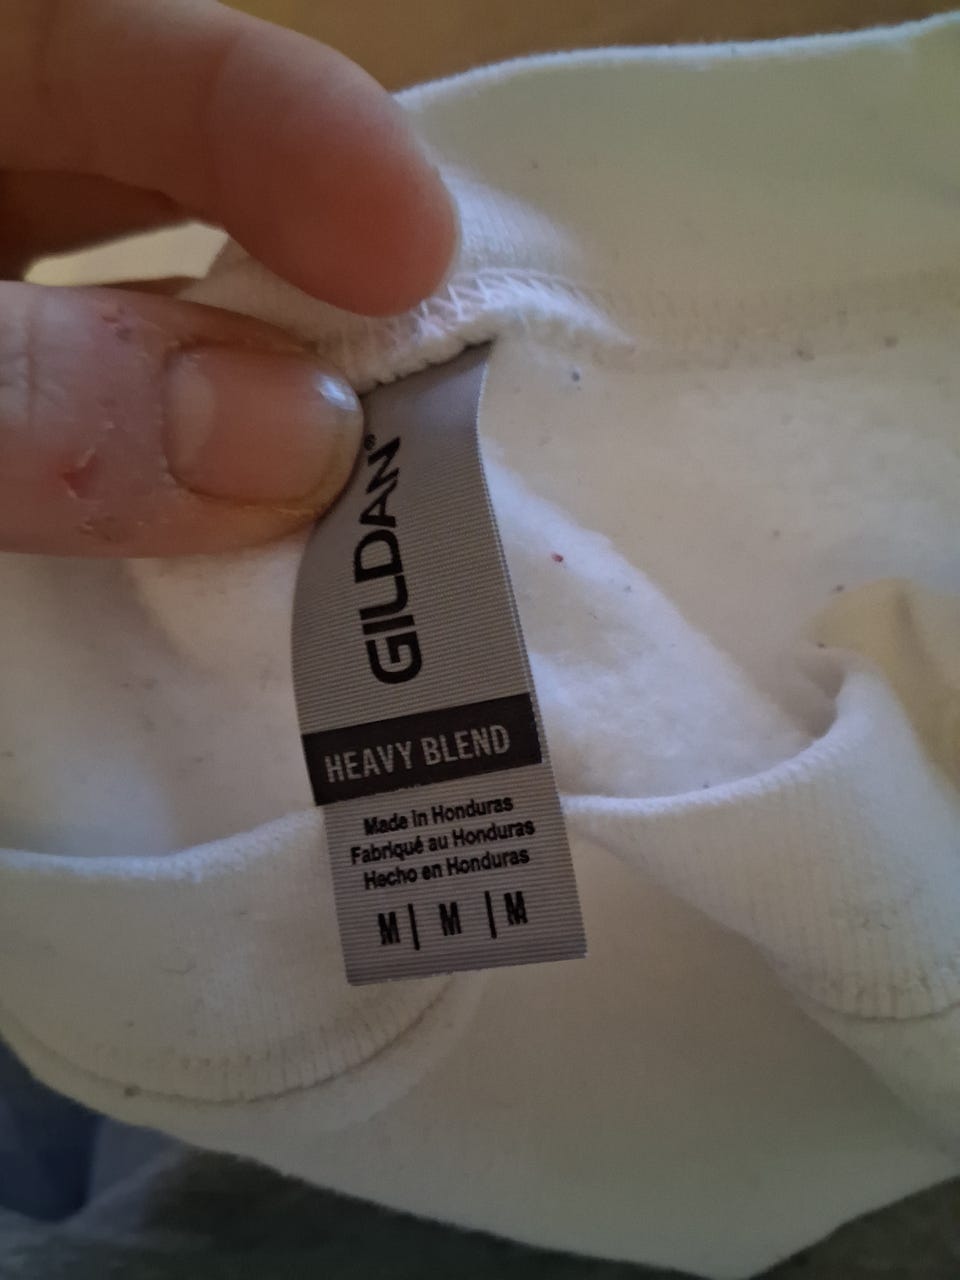 GILDAN®
HEAVY BLEND
Made in Honduras
Fabriqué au Honduras
Hecho en Honduras
M | M | M